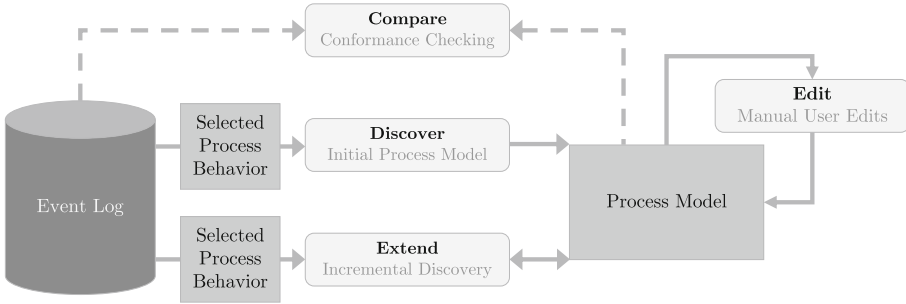 Compare
Conformance Checking
Edit
Manual User Edits
Selected
Process
Behavior
Discover
Initial Process Model
Event Log
Process Model
Selected
Process
Behavior
Extend
Incremental Discovery